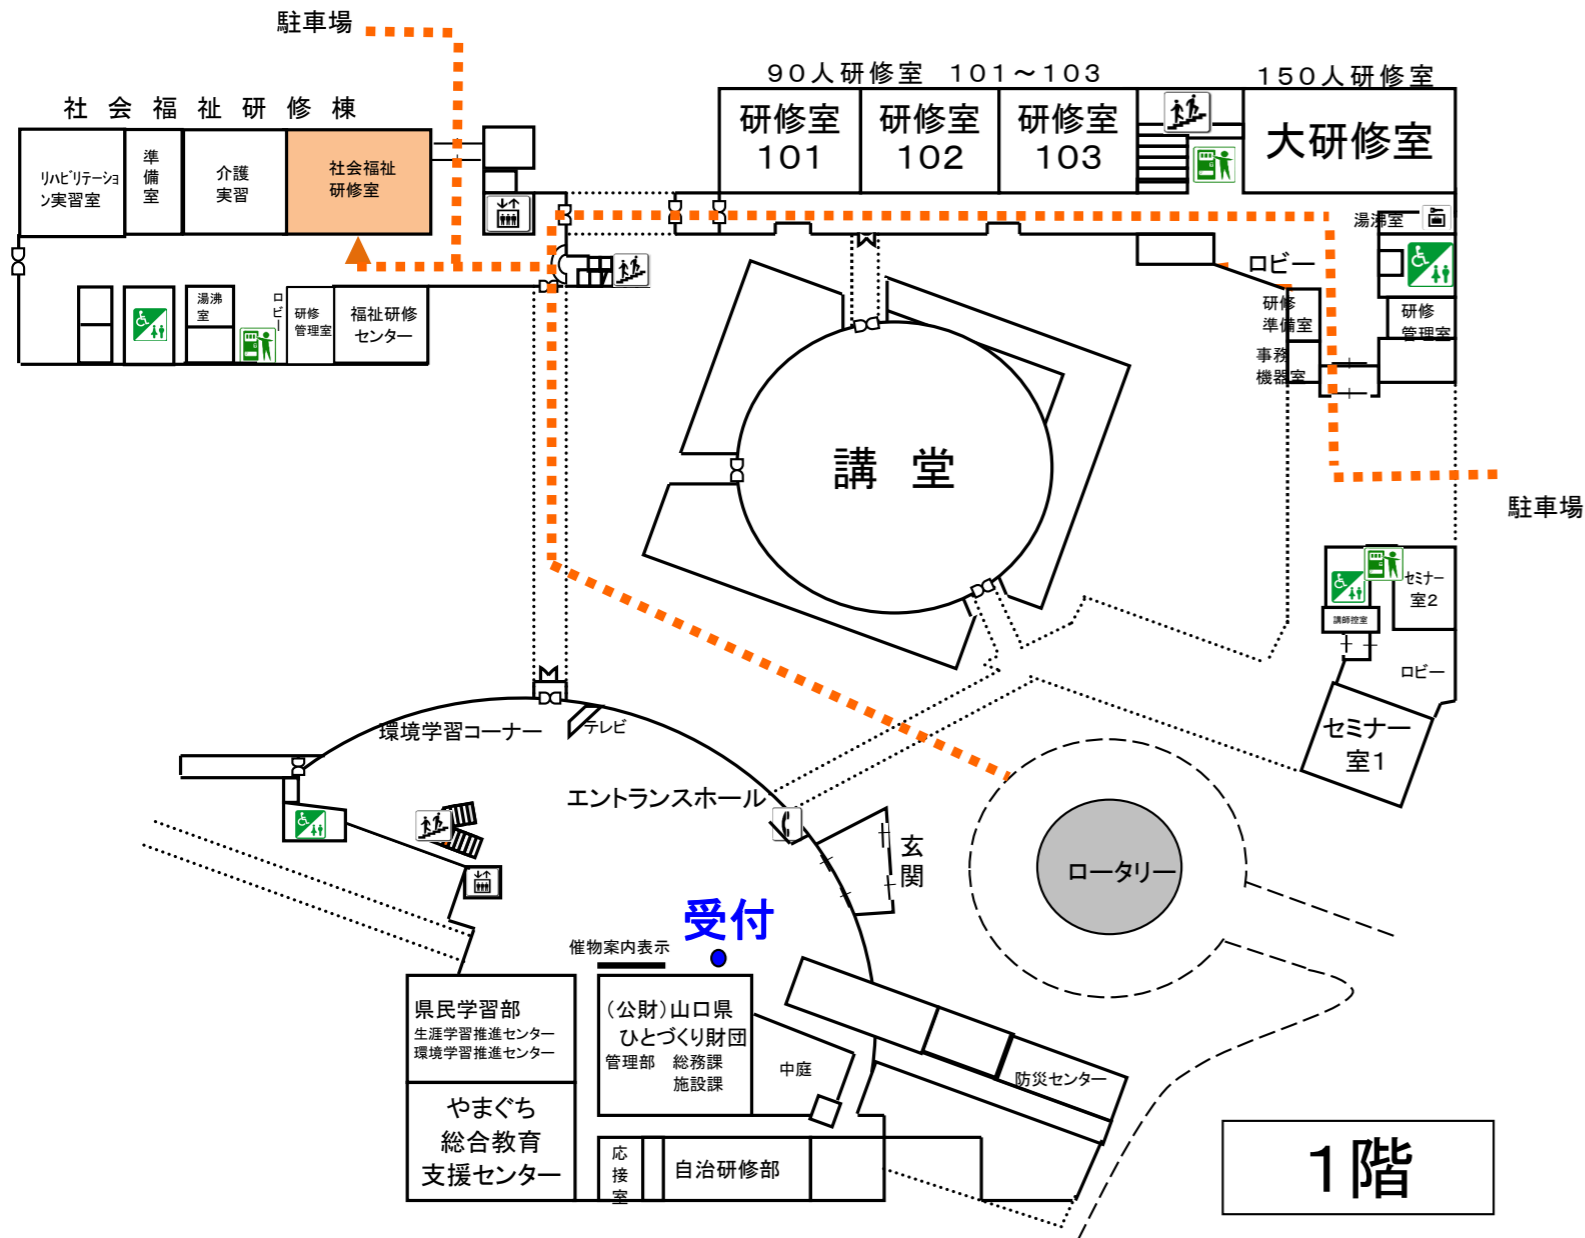 駐車場
90人研修室 101～103
150人研修室
社会福祉研修棟
研修室
101
研修室
102
研修室
103
大研修室
リハビリテーショ
ン実習室
準
備
室
介護
実習
社会福祉
研修室
湯沸室
ロビー
研修
準備室
研修
管理室
事務
機器室
湯沸
室
ロ
ビ
ー
研修
管理室
福祉研修
センター
講堂
駐車場
セミナー
室2
講師控室
ロビー
セミナー
室1
環境学習コーナー
テレビ
エントランスホール
玄
関
ロータリー
受付
催物案内表示
県民学習部
生涯学習推進センター
環境学習推進センター
(公財)山口県
ひとづくり財団
管理部 総務課
施設課
中庭
防災センター
やまぐち
総合教育
支援センター
応
接
室
自治研修部
1階